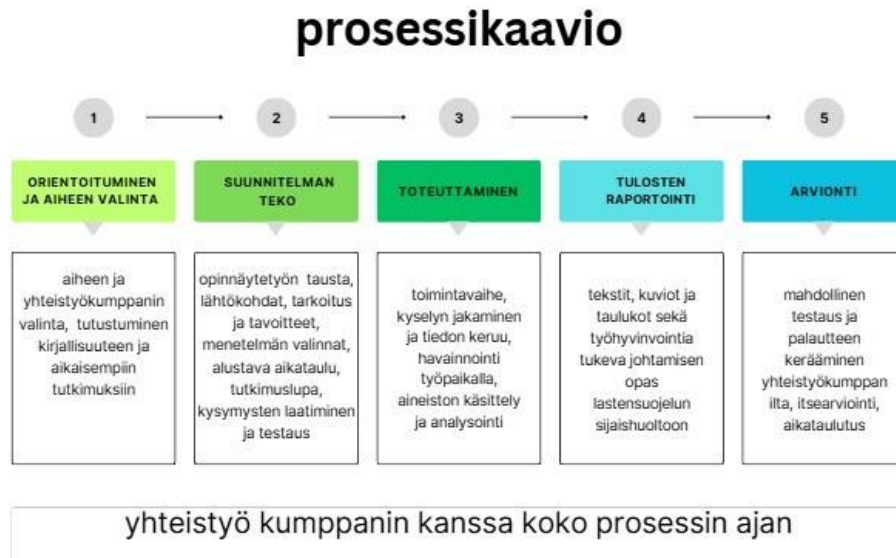 prosessikaavio
1
2
3
4
5
ORIENTOITUMINEN
JA AIHEEN VALINTA
SUUNNITELMAN
TEKO
TOTEUTTAMINEN
TULOSTEN
RAPORTOINTI
ARVIONTI
aiheen ja
yhteistyökumppanin
valinta, tutustuminen
kirjallisuuteen ja
aikaisempiin
tutkimuksiin
opinnäytetyön tausta,
lähtökohdat, tarkoitus
ja tavoitteet,
menetelmän valinnat,
alustava aikataulu,
tutkimuslupa,
kysymysten laatiminen
ja testaus
toimintavaihe,
kyselyn jakaminen
ja tiedon keruu,
havainnointi
työpaikalla,
aineiston käsittely
ja analysointi
tekstit, kuviot ja
taulukot sekä
työhyvinvointia
tukeva johtamisen
opas
lastensuojelun
sijaishuoltoon
mahdollinen
testaus ja
palautteen
kerääminen
yhteistyökumppan
ilta, itsearviointi,
aikataulutus
yhteistyö kumppanin kanssa koko prosessin ajan